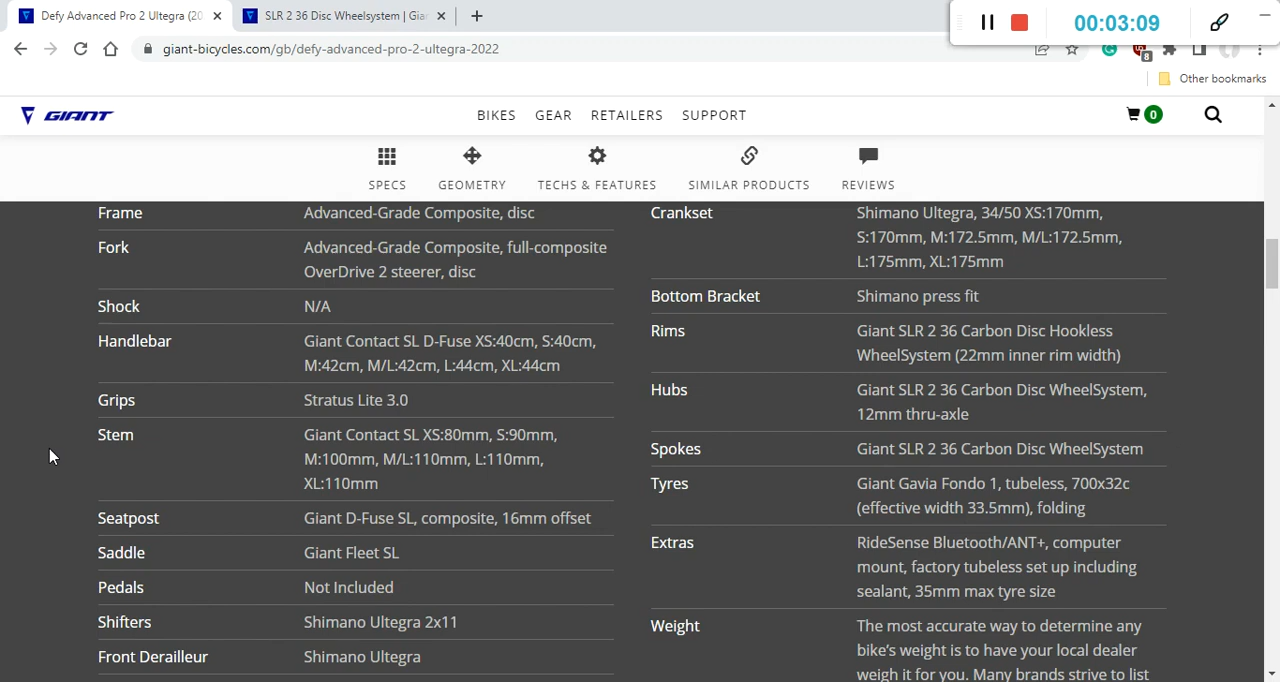 Defy Advanced Pro 2 Ultegra (20
SLR 2 36 Disc Wheelsystem | Gia
00:03:09
giant-bicycles.com/gb/defy-advanced-pro-2-ultegra-2022
8
Other bookmarks
GIANT
BIKES GEAR RETAILERS SUPPORT
0
SPECS GEOMETRY TECHS & FEATURES SIMILAR PRODUCTS REVIEWS
Frame Advanced-Grade Composite, disc
Fork Advanced-Grade Composite, full-composite
OverDrive 2 steerer, disc
Shock N/A
Handlebar Giant Contact SL D-Fuse XS:40cm, S:40cm,
M:42cm, M/L:42cm, L:44cm, XL:44cm
Grips Stratus Lite 3.0
Stem Giant Contact SL XS:80mm, S:90mm,
M:100mm, M/L:110mm, L:110mm,
XL:110mm
Seatpost Giant D-Fuse SL, composite, 16mm offset
Saddle Giant Fleet SL
Pedals Not Included
Shifters Shimano Ultegra 2x11
Front Derailleur Shimano Ultegra
Crankset Shimano Ultegra, 34/50 XS:170mm,
S:170mm, M:172.5mm, M/L:172.5mm,
L:175mm, XL:175mm
Bottom Bracket Shimano press fit
Rims Giant SLR 2 36 Carbon Disc Hookless
WheelSystem (22mm inner rim width)
Hubs Giant SLR 2 36 Carbon Disc WheelSystem,
12mm thru-axle
Spokes Giant SLR 2 36 Carbon Disc WheelSystem
Tyres Giant Gavia Fondo 1, tubeless, 700x32c
(effective width 33.5mm), folding
Extras RideSense Bluetooth/ANT+, computer
mount, factory tubeless set up including
sealant, 35mm max tyre size
Weight The most accurate way to determine any
bike's weight is to have your local dealer
weigh it for you. Many brands strive to list